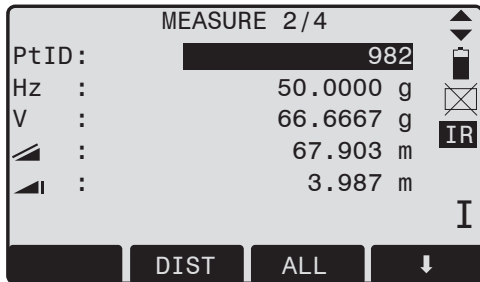 MEASURE 2/4
PtID: 982
Hz : 50.0000 g
V : 66.6667 g
: 67.903 m
: 3.987 m
IR
I
DIST ALL